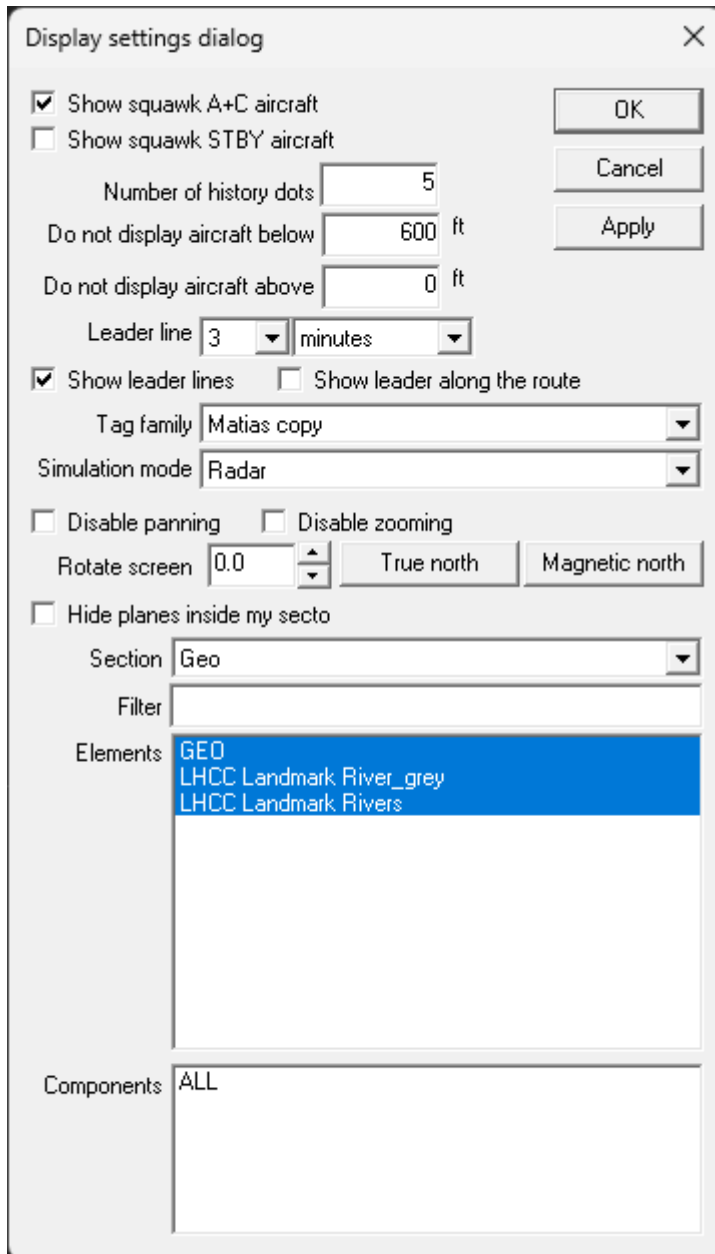 Display settings dialog
Show squawk A+C aircraft
OK
Show squawk STBY aircraft
Cancel
Number of history dots 5
Do not display aircraft below 600 ft
Apply
Do not display aircraft above 0 ft
Leader line 3 minutes
Show leader lines Show leader along the route
Tag family Matias copy
Simulation mode Radar
Disable panning Disable zooming
Rotate screen 0.0 True north Magnetic north
Hide planes inside my secto
Section Geo
Filter
Elements GEO
LHCC Landmark River_grey
LHCC Landmark Rivers
Components ALL